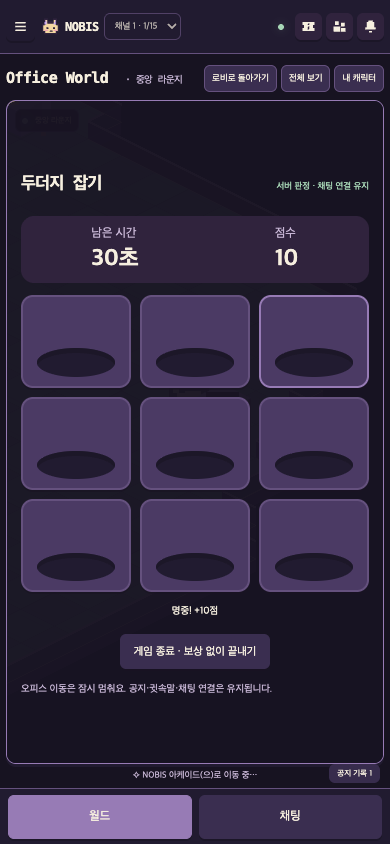 NOBIS
채널 1 · 1/15
Office World
· 중앙 라운지
로비로 돌아가기
전체 보기
내 캐릭터
두더지 잡기
서버 판정 · 채팅 연결 유지
남은 시간
점수
30초
10
명중! +10점
게임 종료 · 보상 없이 끝내기
오피스 이동은 잠시 멈춰요. 공지·귓속말·채팅 연결은 유지됩니다.
✧ NOBIS 아케이드(으)로 이동 중…
공지 기록 1
월드
채팅